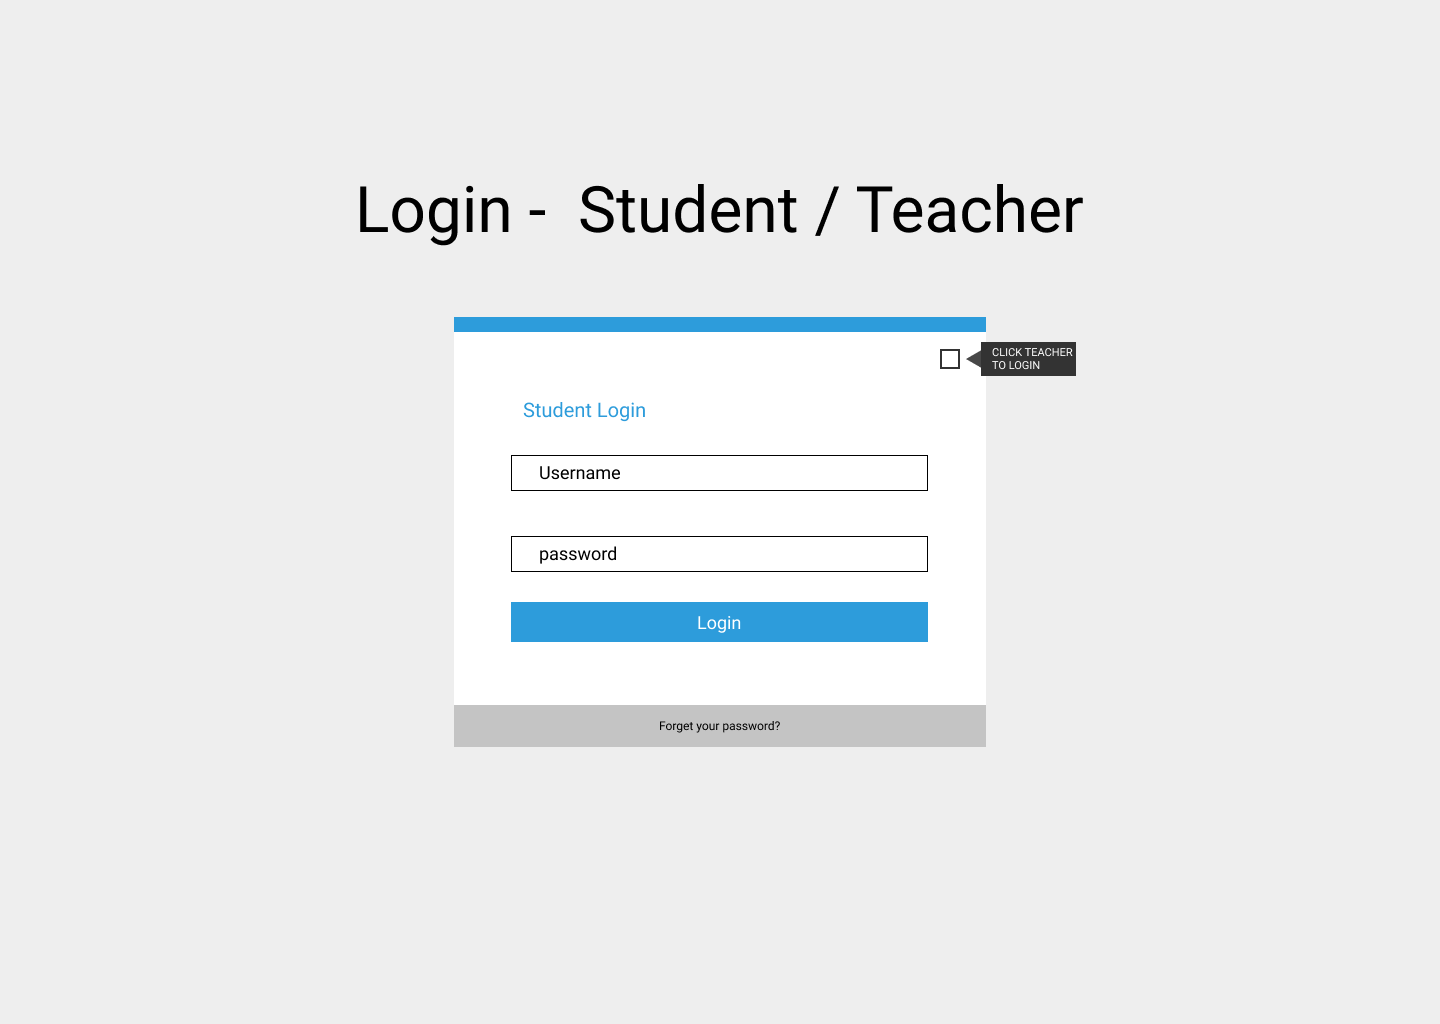 Login -  Student / Teacher
CLICK TEACHER
TO LOGIN
Student Login
Username
password
Login
Forget your password?